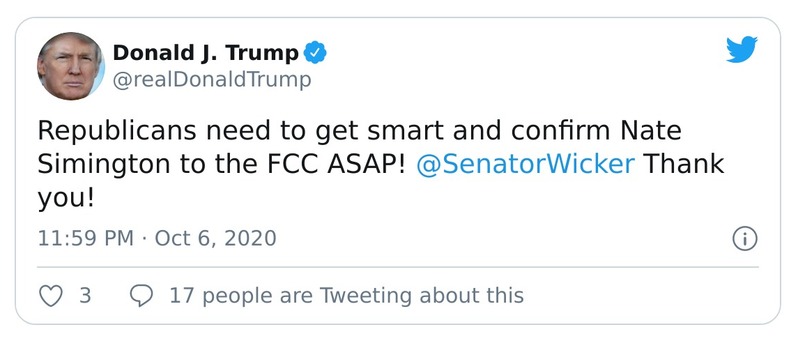 Donald J. Trump
@realDonaldTrump
Republicans need to get smart and confirm Nate
Simington to the FCC ASAP! @SenatorWicker Thank
you!
11:59 PM · Oct 6, 2020
3 17 people are Tweeting about this